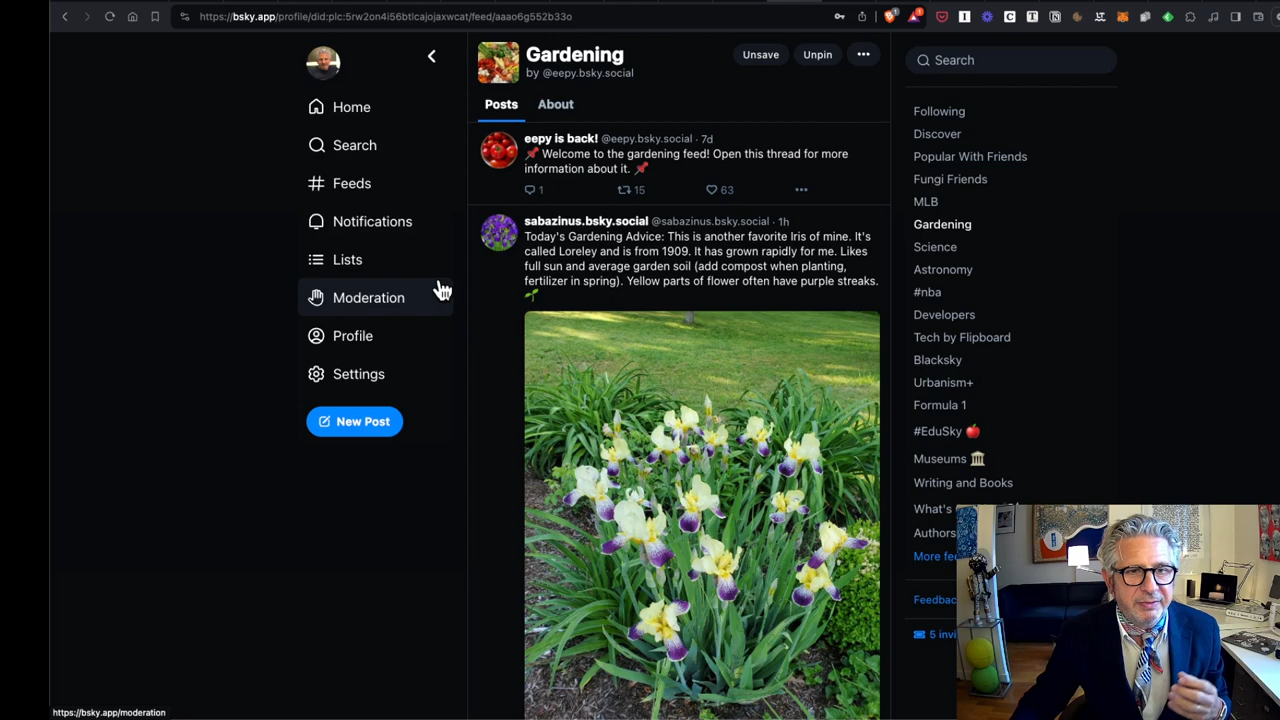 https://bsky.app/profile/did:plc:5rw2on4i56btlcajojaxwcat/feed/aaao6g552b33o
Home
Search
Feeds
Notifications
Lists
Moderation
Profile
Settings
New Post
Gardening
by @eepy.bsky.social
Unsave
Unpin
Posts
About
eepy is back! @eepy.bsky.social · 7d
📌 Welcome to the gardening feed! Open this thread for more
information about it. 📌
1
15
63
sabazinus.bsky.social @sabazinus.bsky.social · 1h
Today's Gardening Advice: This is another favorite Iris of mine. It's
called Loreley and is from 1909. It has grown rapidly for me. Likes
full sun and average garden soil (add compost when planting,
fertilizer in spring). Yellow parts of flower often have purple streaks.
🌱
Search
Following
Discover
Popular With Friends
Fungi Friends
MLB
Gardening
Science
Astronomy
#nba
Developers
Tech by Flipboard
Blacksky
Urbanism+
Formula 1
#EduSky 🍎
Museums 🏛️
Writing and Books
What's
Authors
More fe
Feedbac
5 invi
https://bsky.app/moderation